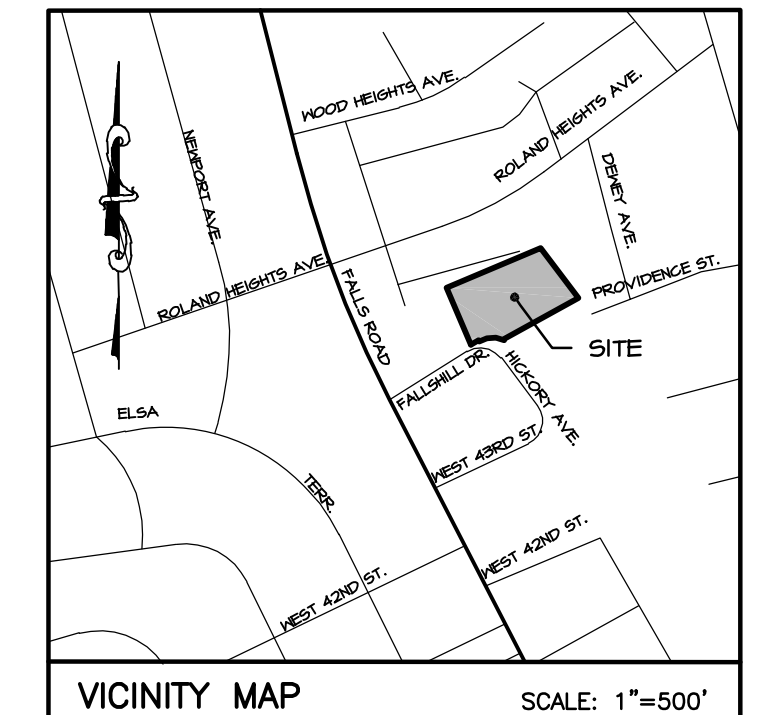 WOOD HEIGHTS AVE.
NEWPORT AVE.
ROLAND HEIGHTS AVE.
DEWEY AVE.
ROLAND HEIGHTS AVE.
FALLS ROAD
PROVIDENCE ST.
SITE
FALLSHILL DR.
HICKORY AVE.
ELSA
TERR.
WEST 43RD ST.
WEST 42ND ST.
WEST 42ND ST.
VICINITY MAP
SCALE: 1"=500'